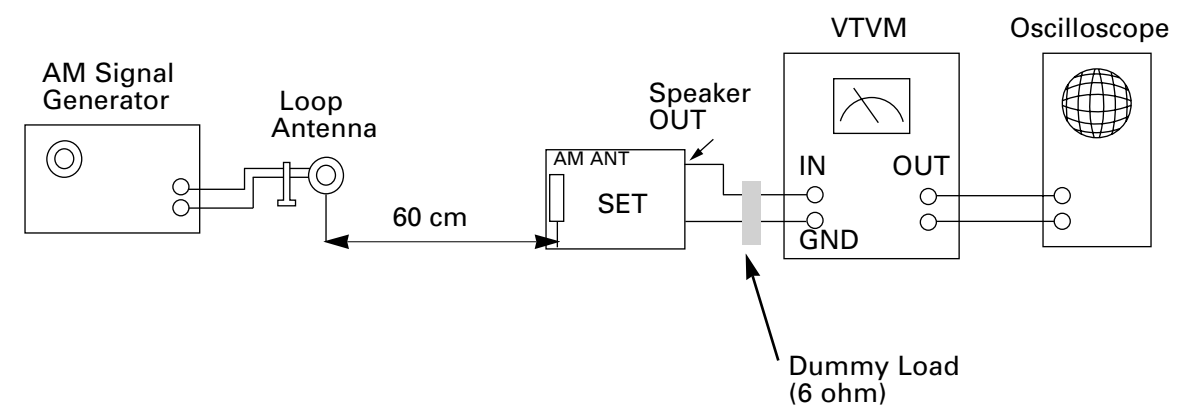 AM Signal
Generator
Loop
Antenna
60 cm
AM ANT
SET
Speaker
OUT
VTVM
IN
OUT
GND
Oscilloscope
Dummy Load
(6 ohm)